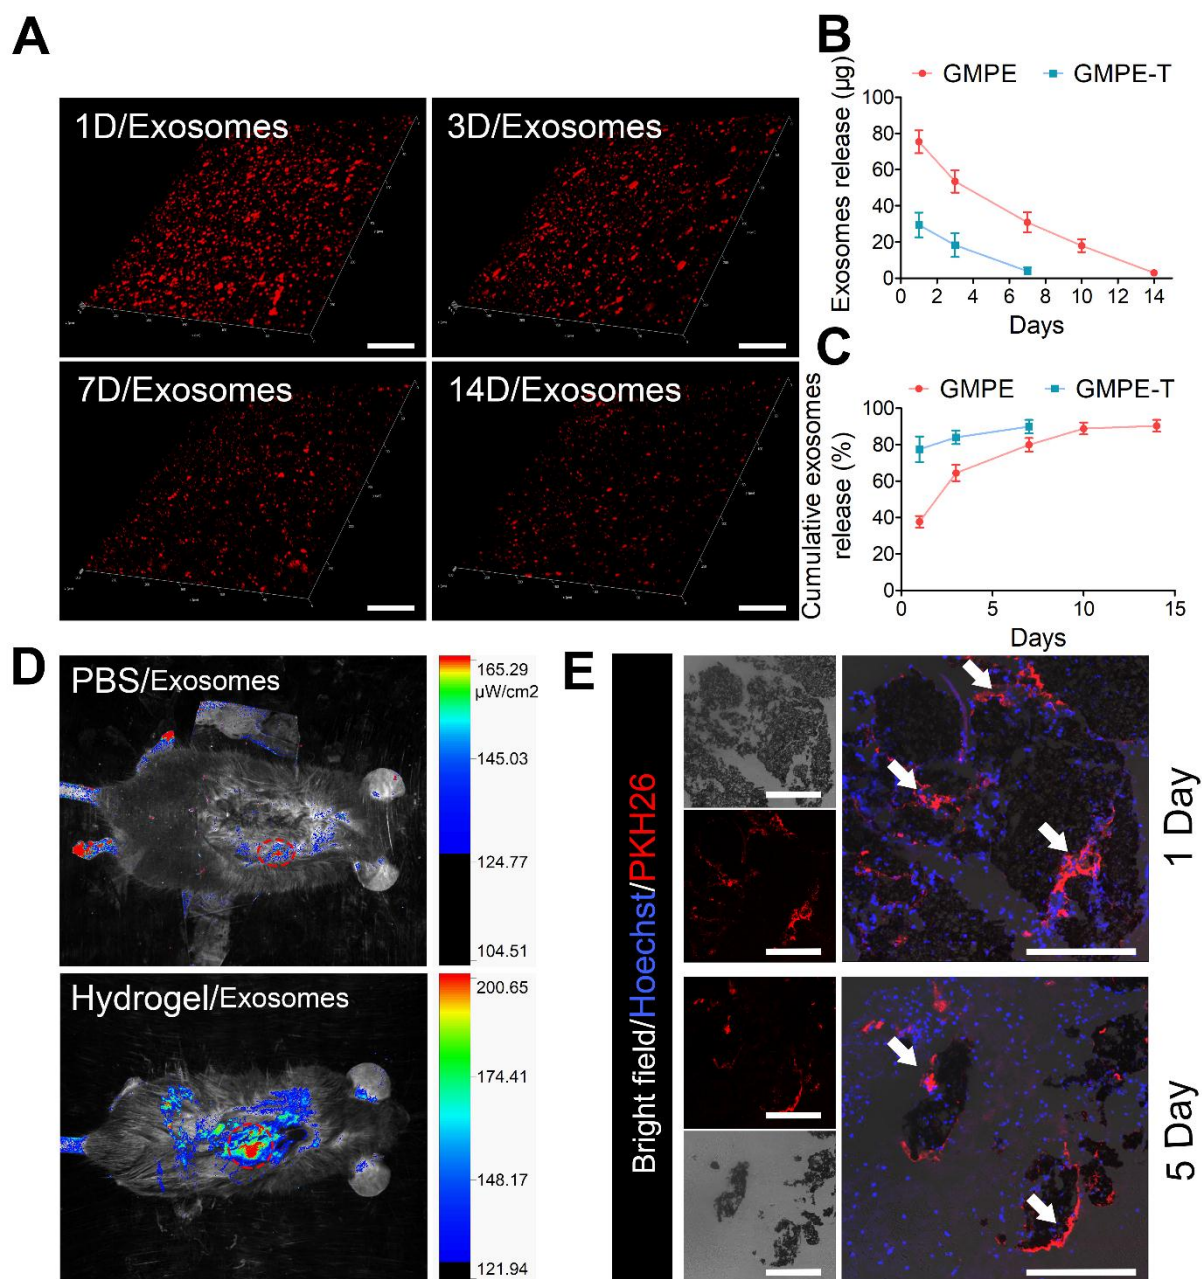 A
1D/Exosomes
3D/Exosomes
7D/Exosomes
14D/Exosomes
B
GMPE
GMPE-T
Exosomes release (µg)
100
80
60
40
20
0
0 2 4 6 8 10 12 14
Days
C
GMPE
GMPE-T
Cumulative exosomes
release (%)
100
80
60
40
20
0
0 5 10 15
Days
D
PBS/Exosomes
165.29
µW/cm2
145.03
124.77
104.51
Hydrogel/Exosomes
200.65
174.41
148.17
121.94
E
Bright field/Hoechst/PKH26
1 Day
5 Day